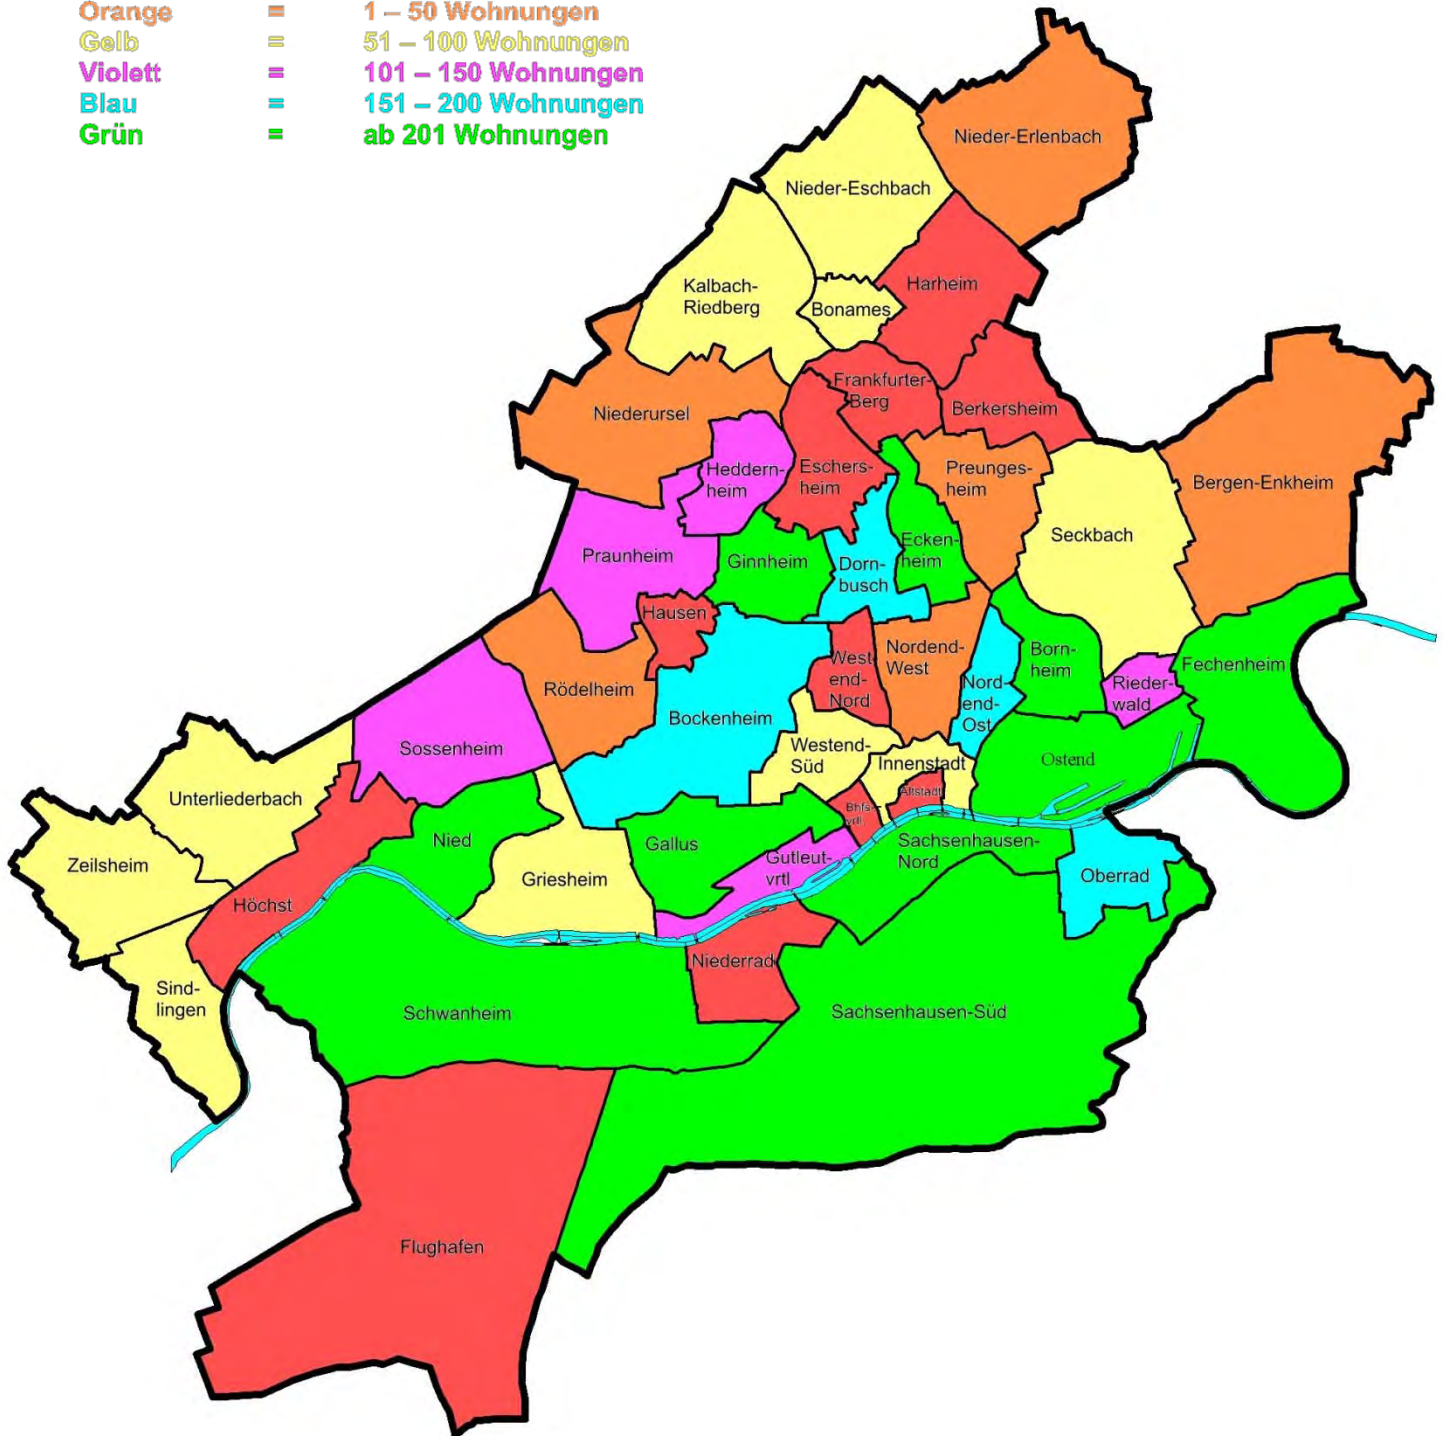 Orange = 1 – 50 Wohnungen
Gelb = 51 – 100 Wohnungen
Violett = 101 – 150 Wohnungen
Blau = 151 – 200 Wohnungen
Grün = ab 201 Wohnungen
Nieder-Erlenbach
Nieder-Eschbach
Harheim
Kalbach-
Riedberg
Bonames
Frankfurter-
Berg
Berkersheim
Niederursel
Heddern-
heim
Eschers-
heim
Preunges-
heim
Bergen-Enkheim
Seckbach
Praunheim
Ginnheim
Dorn-
busch
Ecken-
heim
Hausen
Rödelheim
West
end-
Nord
Nordend-
West
Nord
end-
Ost
Born-
heim
Rieder-
wald
Fechenheim
Bockenheim
Sossenheim
Westend-
Süd
Innenstadt
Ostend
Unterliederbach
Altstadt
Bhfs-
vrtl.
Zeilsheim
Nied
Gallus
Gutleut-
vrtl
Sachsenhausen-
Nord
Oberrad
Griesheim
Höchst
Niederrad
Sind-
lingen
Schwanheim
Sachsenhausen-Süd
Flughafen